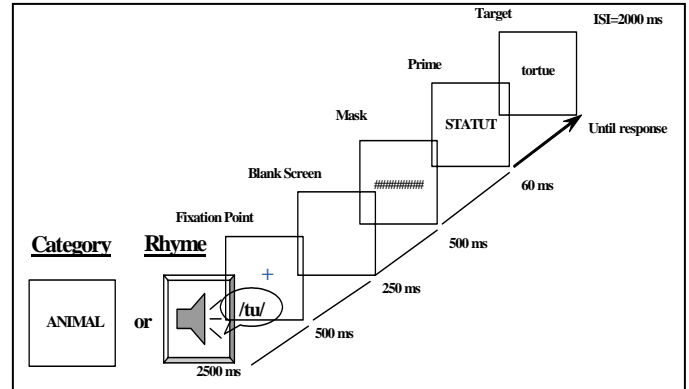 Target
ISI=2000 ms
tortue
Prime
STATUT
Until response
Mask
########
60 ms
Blank Screen
500 ms
Fixation Point
+
250 ms
Category
Rhyme
ANIMAL
or
/tu/
500 ms
2500 ms